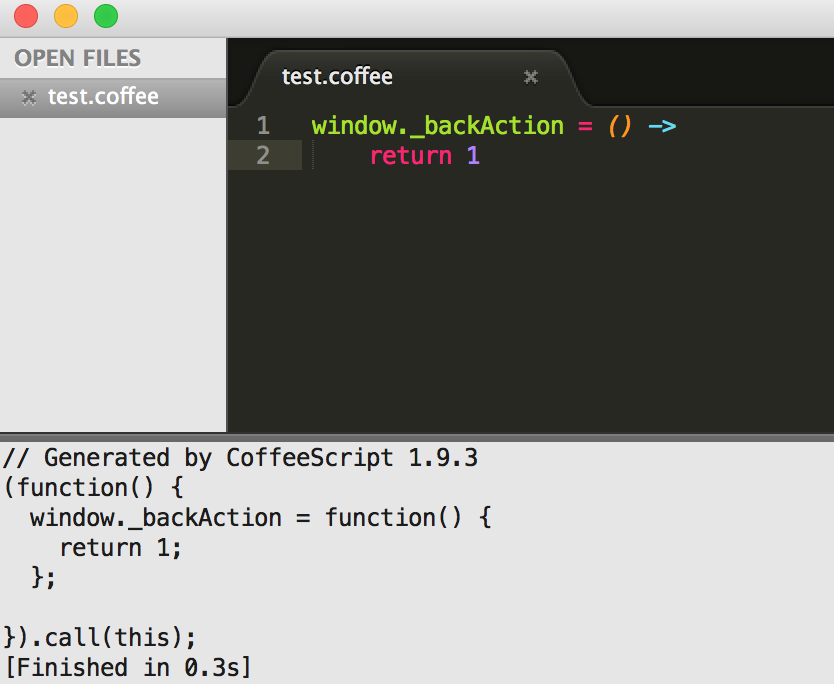 OPEN FILES
test.coffee
test.coffee
1 window._backAction = () ->
2     return 1
// Generated by CoffeeScript 1.9.3
(function() {
  window._backAction = function() {
    return 1;
  };

}).call(this);
[Finished in 0.3s]